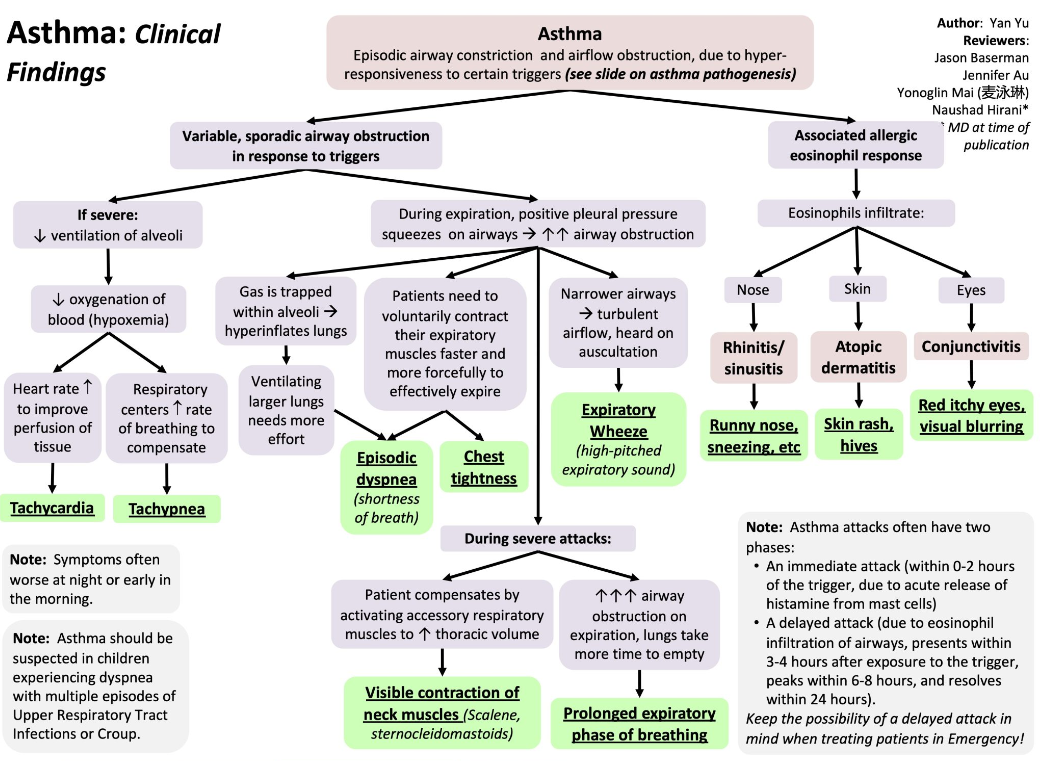 Asthma: Clinical
Findings
Asthma
Episodic airway constriction and airflow obstruction, due to hyper-
responsiveness to certain triggers (see slide on asthma pathogenesis)
Author: Yan Yu
Reviewers:
Jason Baserman
Jennifer Au
Yonoglin Mai (麦泳琳)
Naushad Hirani*
* MD at time of
publication
Variable, sporadic airway obstruction
in response to triggers
Associated allergic
eosinophil response
If severe:
↓ ventilation of alveoli
During expiration, positive pleural pressure
squeezes on airways → ↑↑ airway obstruction
Eosinophils infiltrate:
↓ oxygenation of
blood (hypoxemia)
Gas is trapped
within alveoli →
hyperinflates lungs
Patients need to
voluntarily contract
their expiratory
muscles faster and
more forcefully to
effectively expire
Narrower airways
→ turbulent
airflow, heard on
auscultation
Nose
Skin
Eyes
Rhinitis/
sinusitis
Atopic
dermatitis
Conjunctivitis
Heart rate ↑
to improve
perfusion of
tissue
Respiratory
centers ↑ rate
of breathing to
compensate
Ventilating
larger lungs
needs more
effort
Expiratory
Wheeze
(high-pitched
expiratory sound)
Runny nose,
sneezing, etc
Skin rash,
hives
Red itchy eyes,
visual blurring
Episodic
dyspnea
(shortness
of breath)
Chest
tightness
Tachycardia
Tachypnea
During severe attacks:
Patient compensates by
activating accessory respiratory
muscles to ↑ thoracic volume
↑↑↑ airway
obstruction on
expiration, lungs take
more time to empty
Visible contraction of
neck muscles (Scalene,
sternocleidomastoids)
Prolonged expiratory
phase of breathing
Note: Symptoms often
worse at night or early in
the morning.
Note: Asthma should be
suspected in children
experiencing dyspnea
with multiple episodes of
Upper Respiratory Tract
Infections or Croup.
Note: Asthma attacks often have two
phases:
• An immediate attack (within 0-2 hours
of the trigger, due to acute release of
histamine from mast cells)
• A delayed attack (due to eosinophil
infiltration of airways, presents within
3-4 hours after exposure to the trigger,
peaks within 6-8 hours, and resolves
within 24 hours).
Keep the possibility of a delayed attack in
mind when treating patients in Emergency!